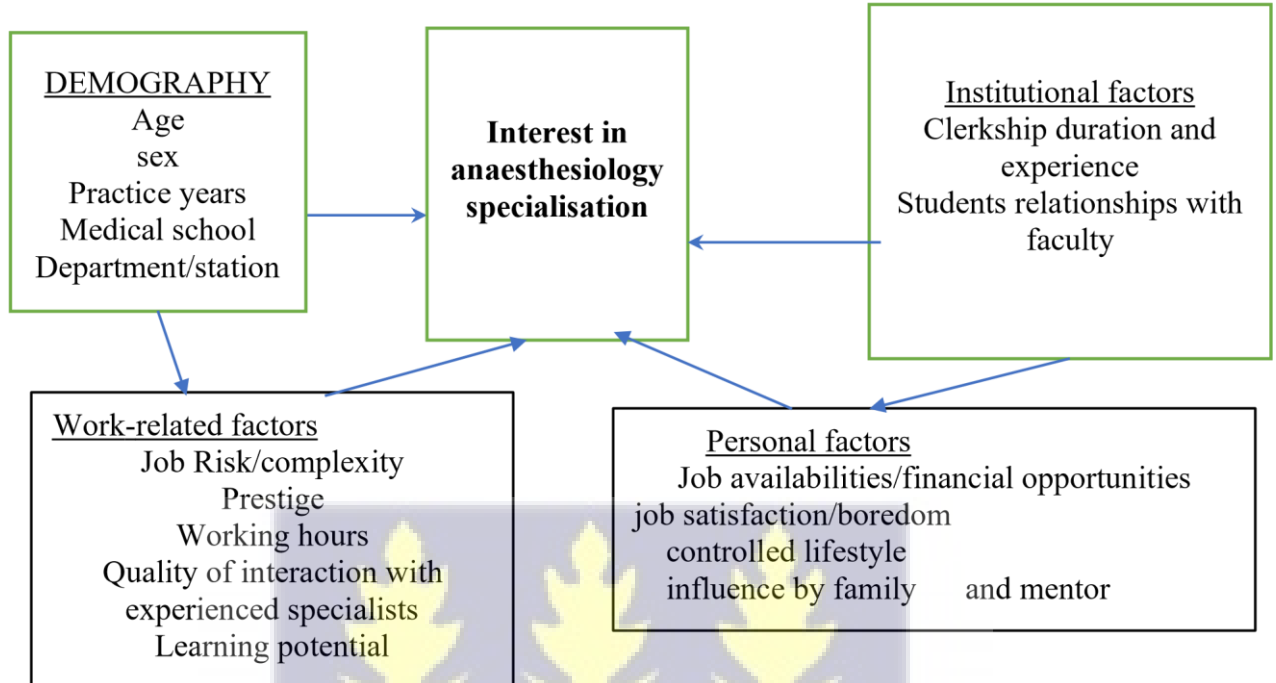 DEMOGRAPHY
Age
sex
Practice years
Medical school
Department/station
Interest in
anaesthesiology
specialisation
Institutional factors
Clerkship duration and
experience
Students relationships with
faculty
Work-related factors
Job Risk/complexity
Prestige
Working hours
Quality of interaction with
experienced specialists
Learning potential
Personal factors
Job availabilities/financial opportunities
job satisfaction/boredom
controlled lifestyle
influence by family and mentor